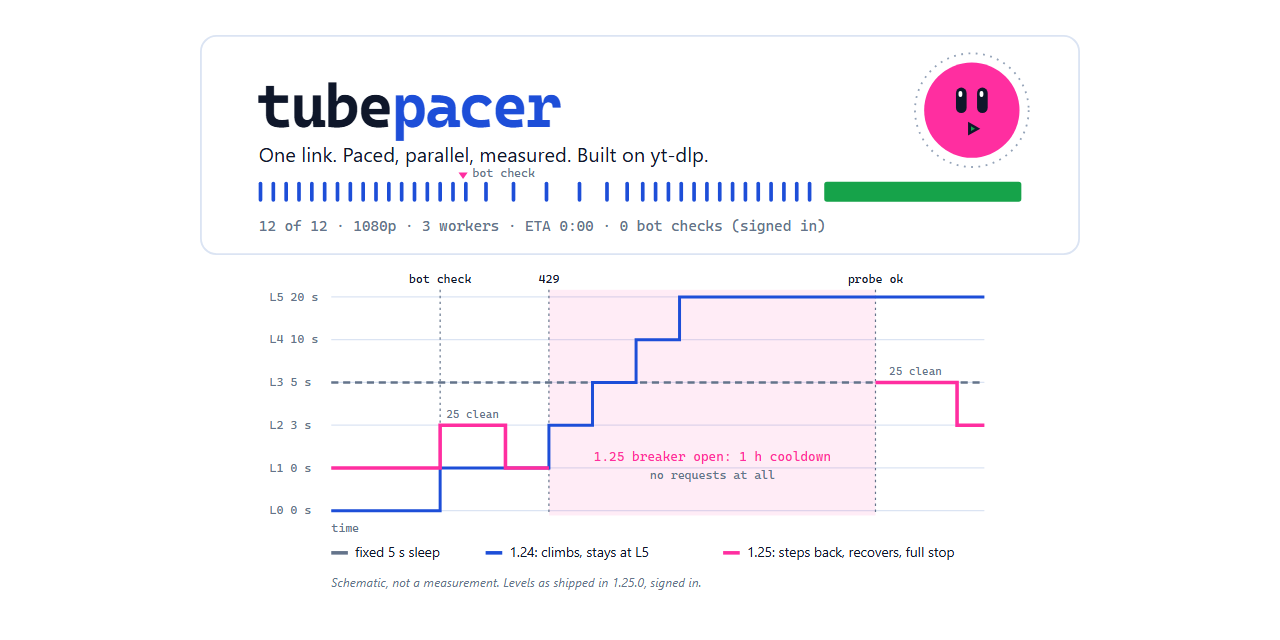 tubepacer
One link. Paced, parallel, measured. Built on yt-dlp.
bot check
12 of 12 · 1080p · 3 workers · ETA 0:00 · 0 bot checks (signed in)
bot check
429
probe ok
L5 20 s
L4 10 s
L3 5 s
25 clean
L2 3 s
25 clean
1.25 breaker open: 1 h cooldown
L1 0 s
no requests at all
L0 0 s
time
fixed 5 s sleep
1.24: climbs, stays at L5
1.25: steps back, recovers, full stop
Schematic, not a measurement. Levels as shipped in 1.25.0, signed in.